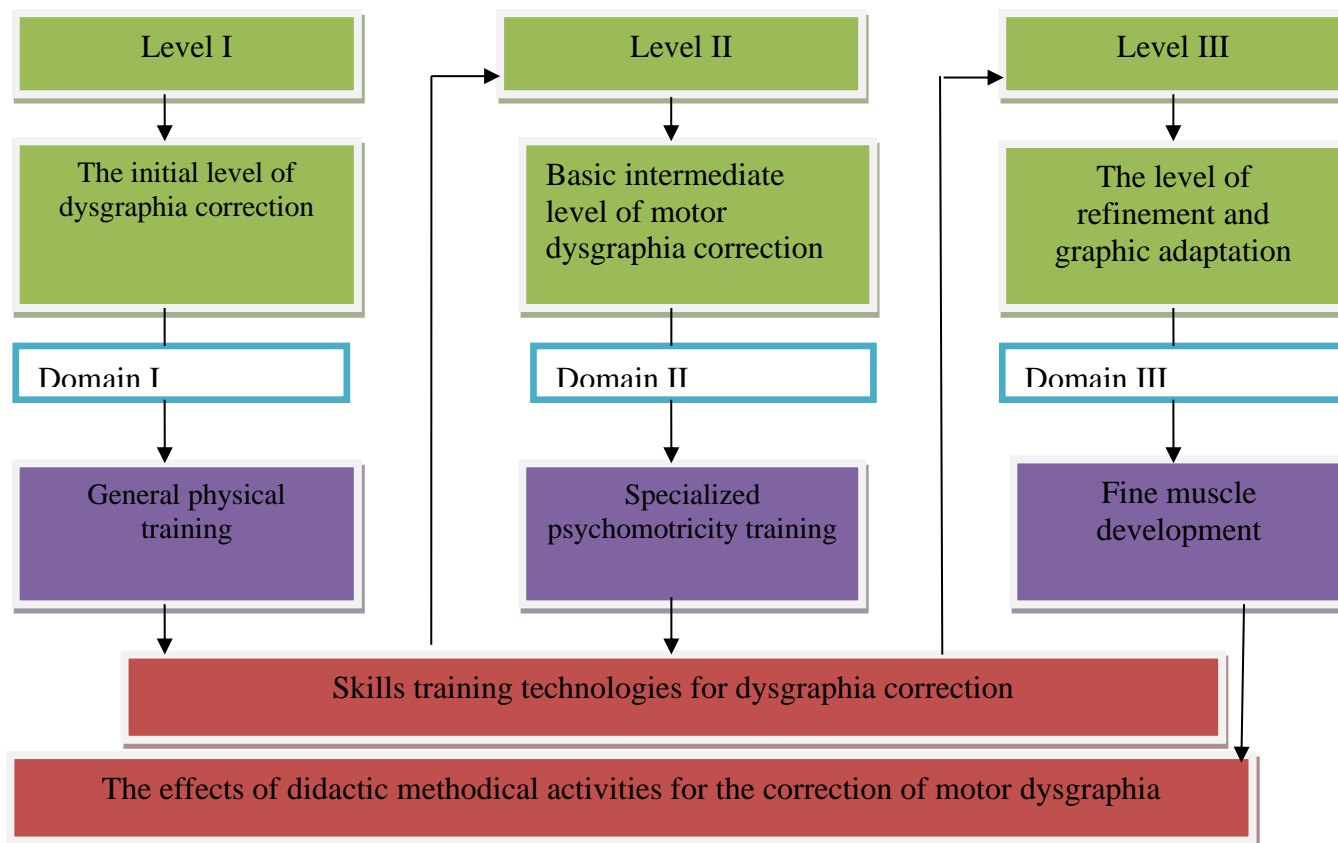 Level I
Level II
Level III
The initial level of
dysgraphia correction
Basic intermediate
level of motor
dysgraphia correction
The level of
refinement and
graphic adaptation
Domain I
Domain II
Domain III
General physical
training
Specialized
psychomotricity training
Fine muscle
development
Skills training technologies for dysgraphia correction
The effects of didactic methodical activities for the correction of motor dysgraphia